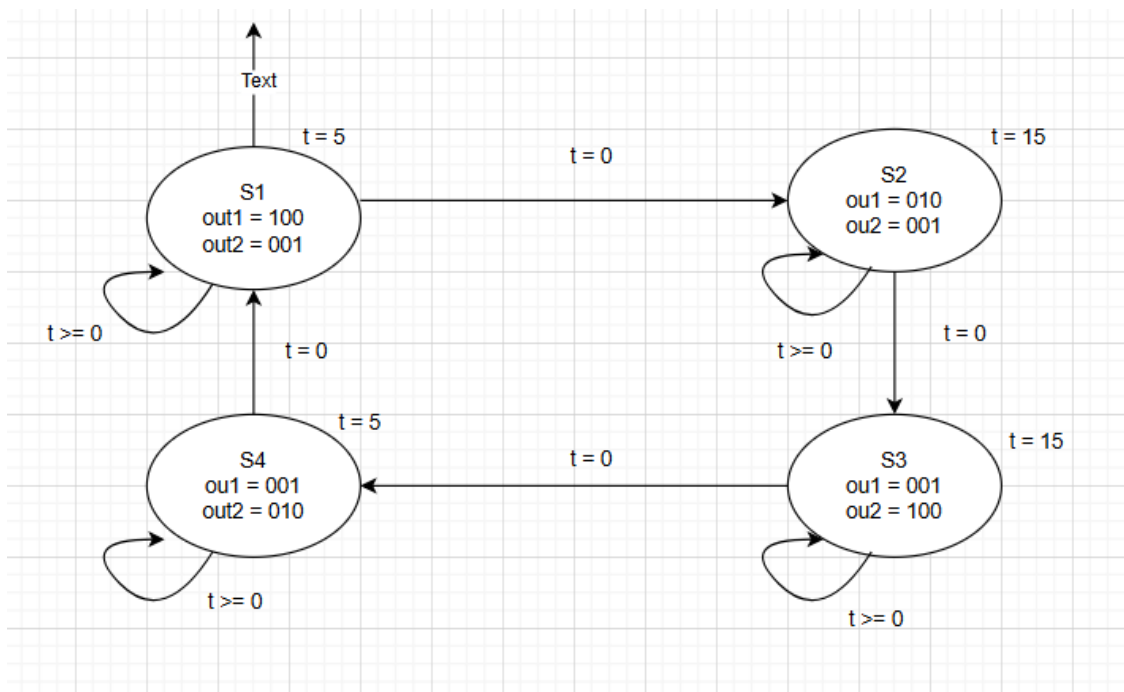 Text
t = 5
S1
out1 = 100
out2 = 001
t >= 0
t = 0
t = 15
S2
ou1 = 010
ou2 = 001
t >= 0
t = 0
t = 0
t = 5
S4
ou1 = 001
out2 = 010
t >= 0
t = 0
t = 15
S3
ou1 = 001
ou2 = 100
t >= 0